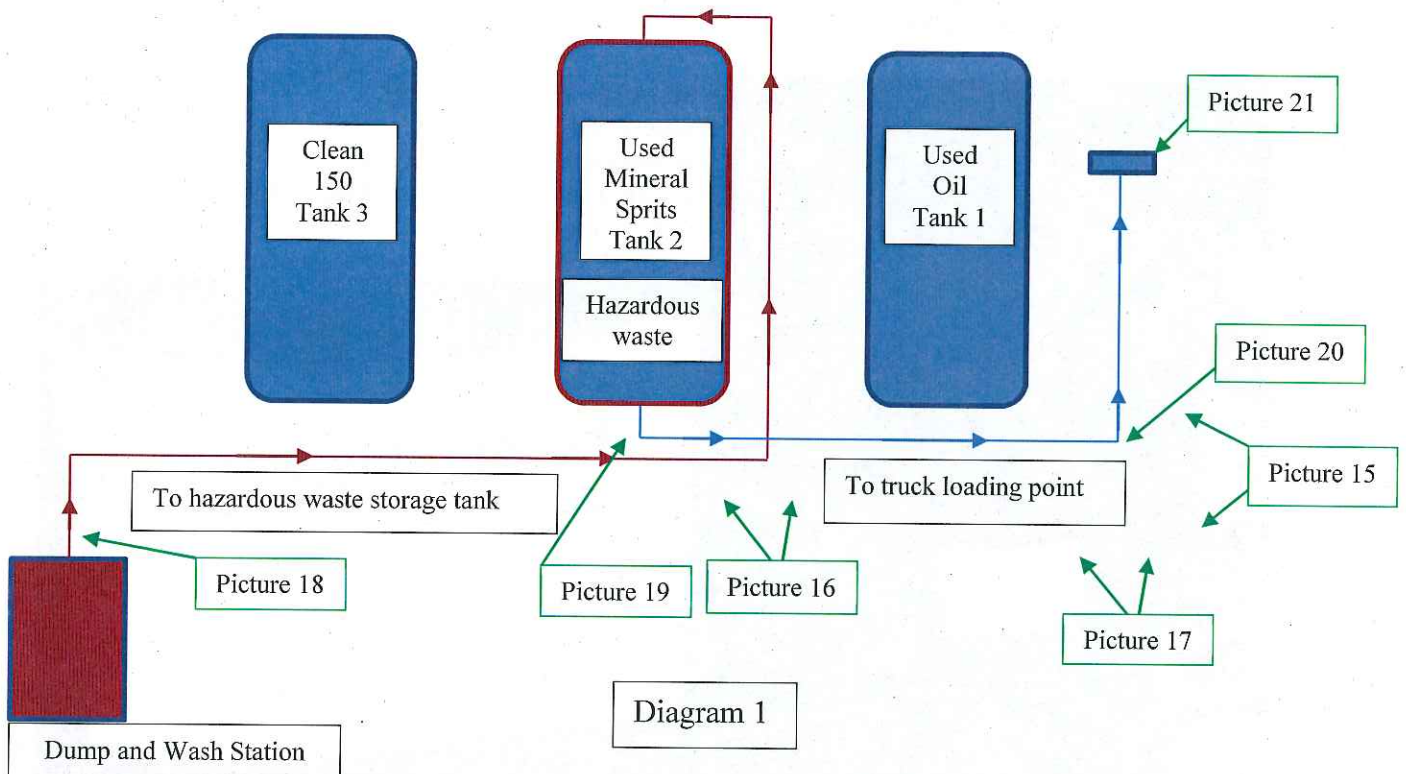 Clean
150
Tank 3
Used
Mineral
Sprits
Tank 2
Hazardous
waste
Used
Oil
Tank 1
Picture 21
Picture 20
Picture 15
To hazardous waste storage tank
To truck loading point
Picture 18
Picture 19
Picture 16
Picture 17
Diagram 1
Dump and Wash Station